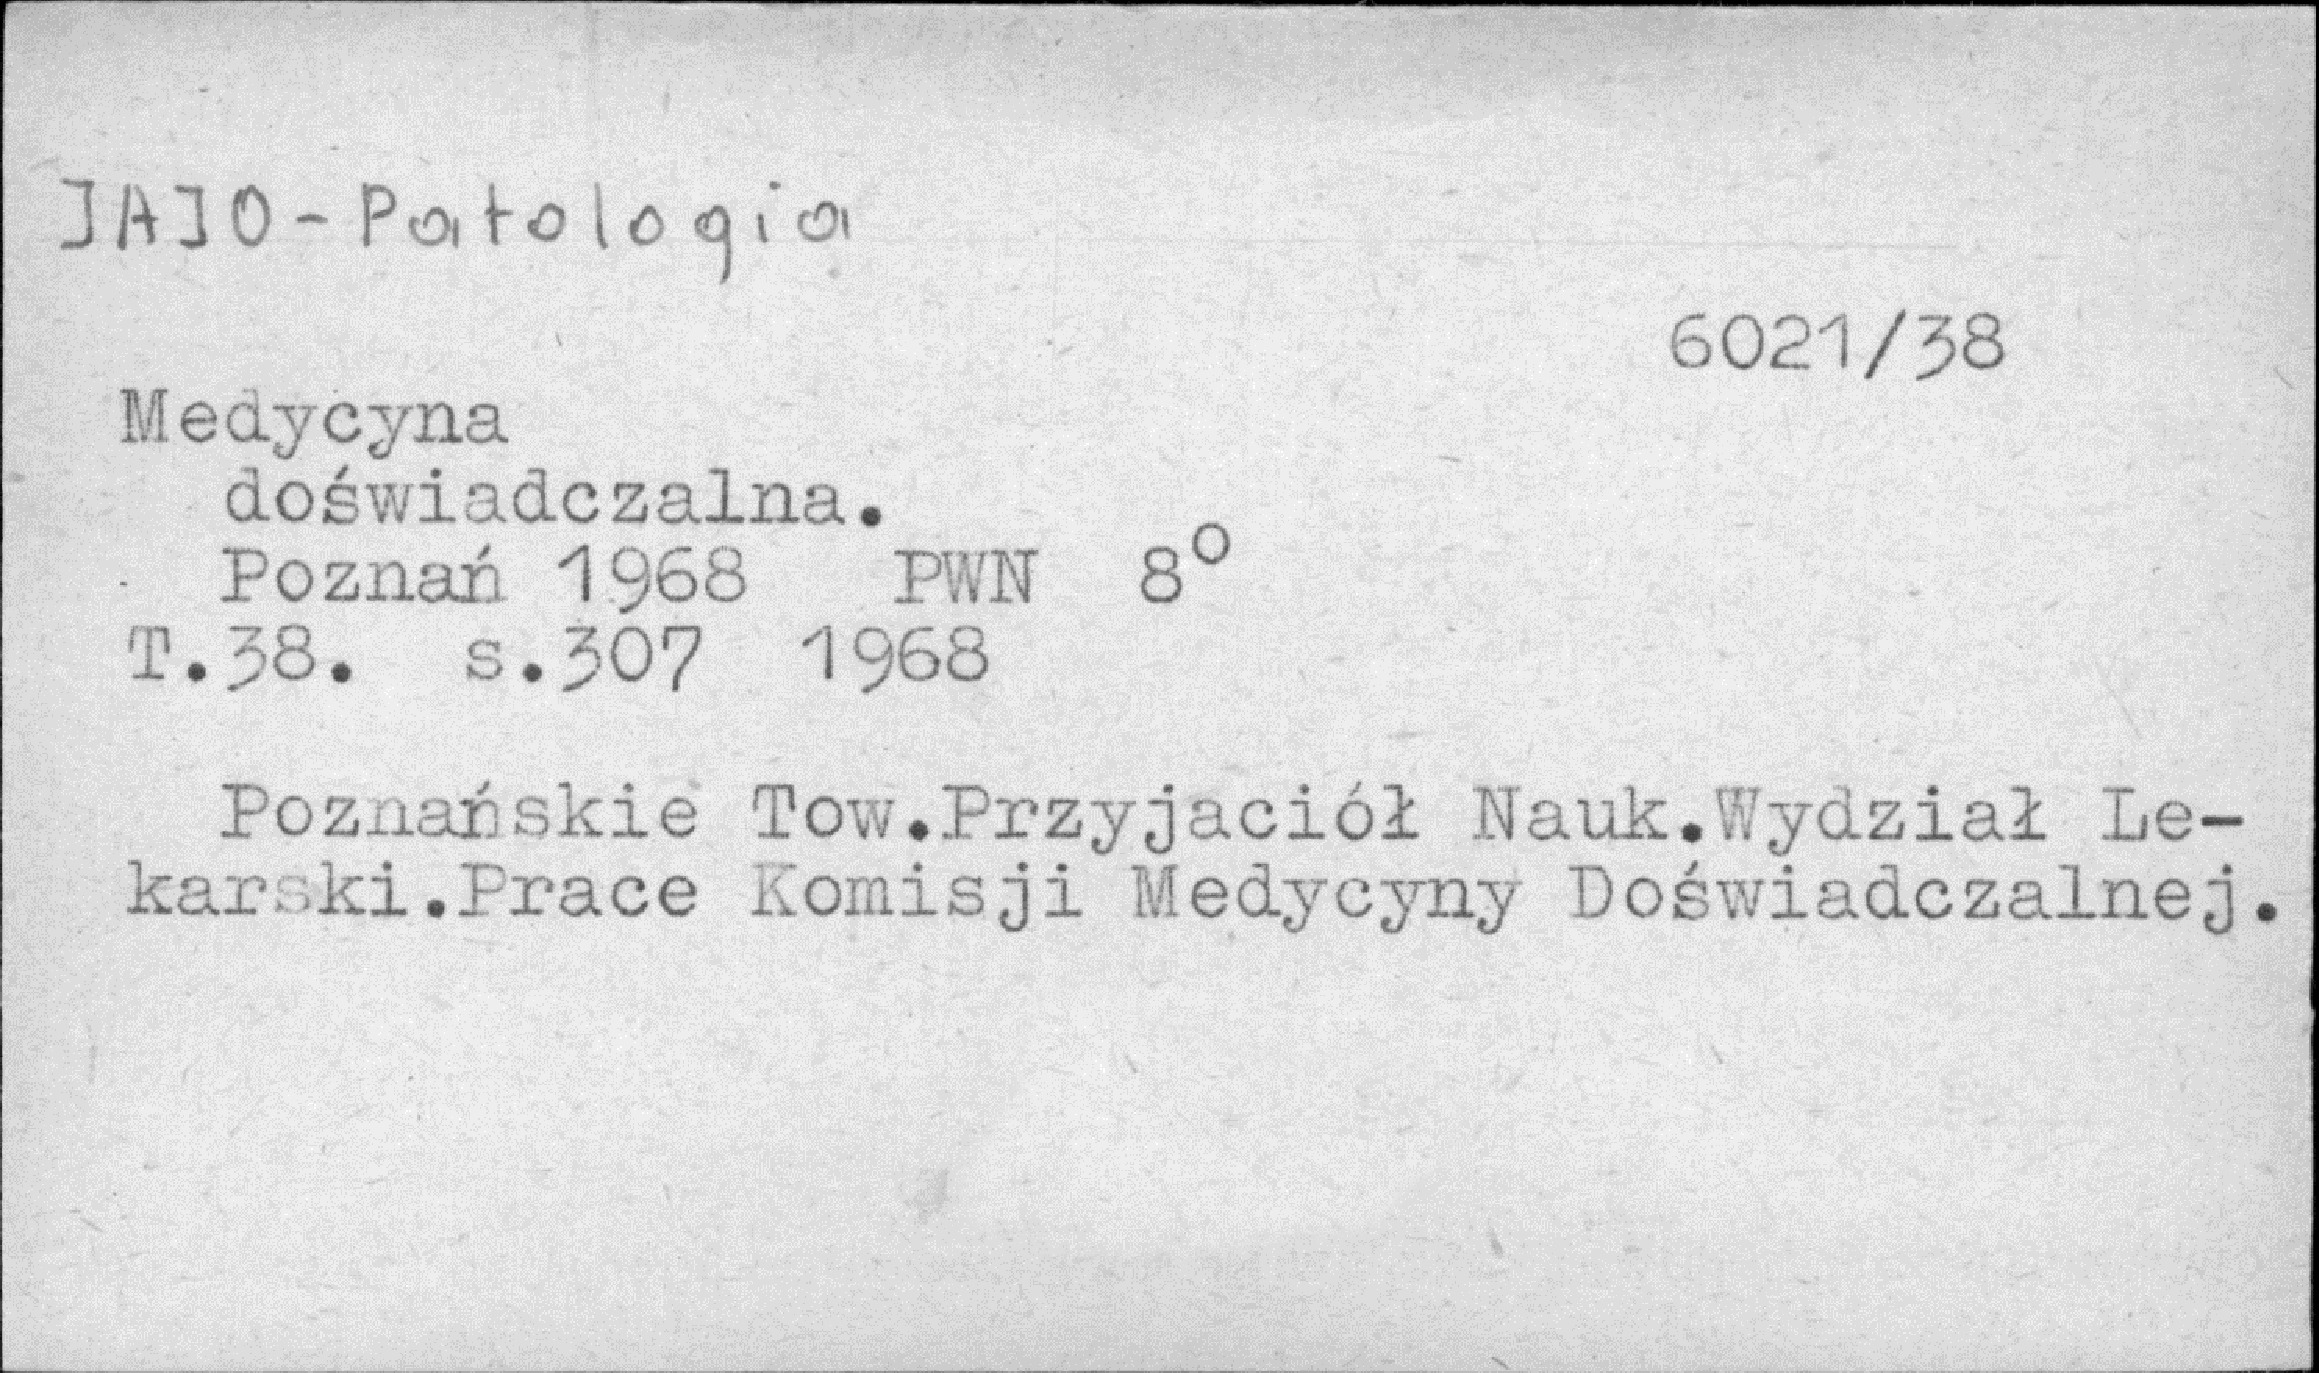 JAJO-Patologia
6021/38
Medycyna
doświadczalna.
Poznań 1968 PWN 8°
T.38. s.307 1968
Poznańskie Tow.Przyjaciół Nauk.Wydział Le-
karski.Prace Komisji Medycyny Doświadczalnej.